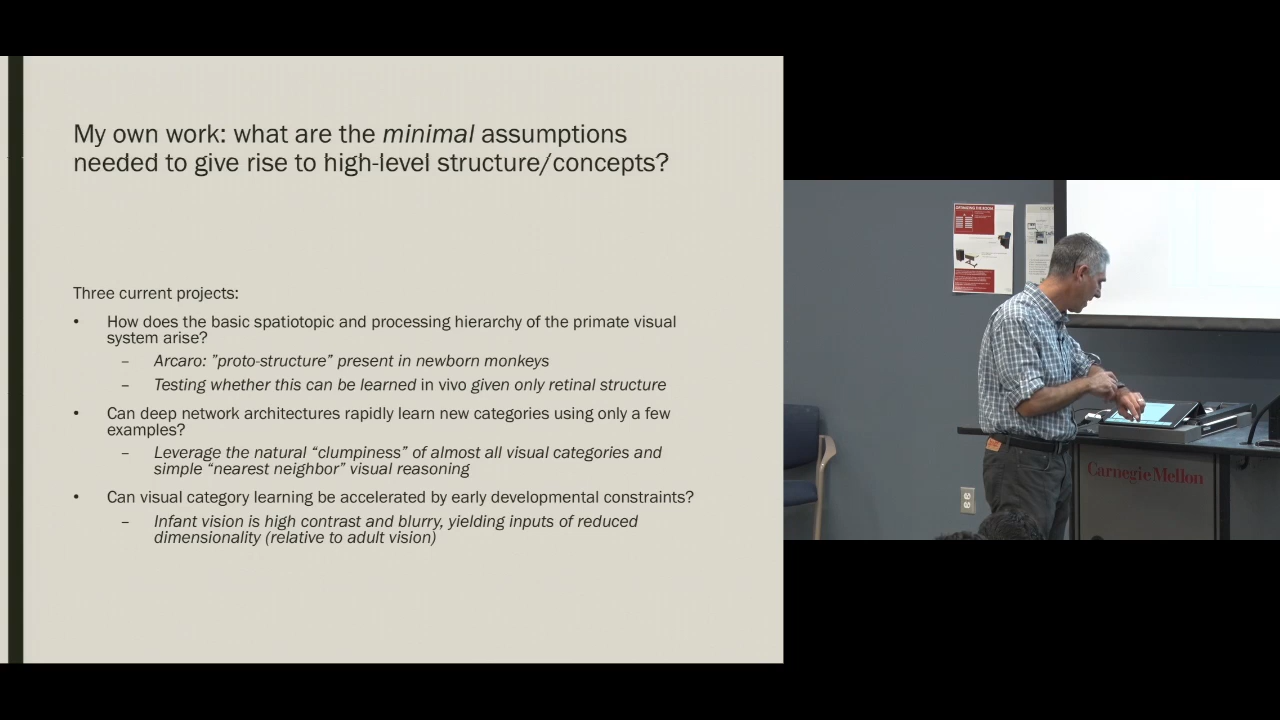 My own work: what are the minimal assumptions
needed to give rise to high-level structure/concepts?
Three current projects:
• How does the basic spatiotopic and processing hierarchy of the primate visual
system arise?
– Arcaro: ”proto-structure” present in newborn monkeys
– Testing whether this can be learned in vivo given only retinal structure
• Can deep network architectures rapidly learn new categories using only a few
examples?
– Leverage the natural “clumpiness” of almost all visual categories and
simple “nearest neighbor” visual reasoning
• Can visual category learning be accelerated by early developmental constraints?
– Infant vision is high contrast and blurry, yielding inputs of reduced
dimensionality (relative to adult vision)
Carnegie Mellon